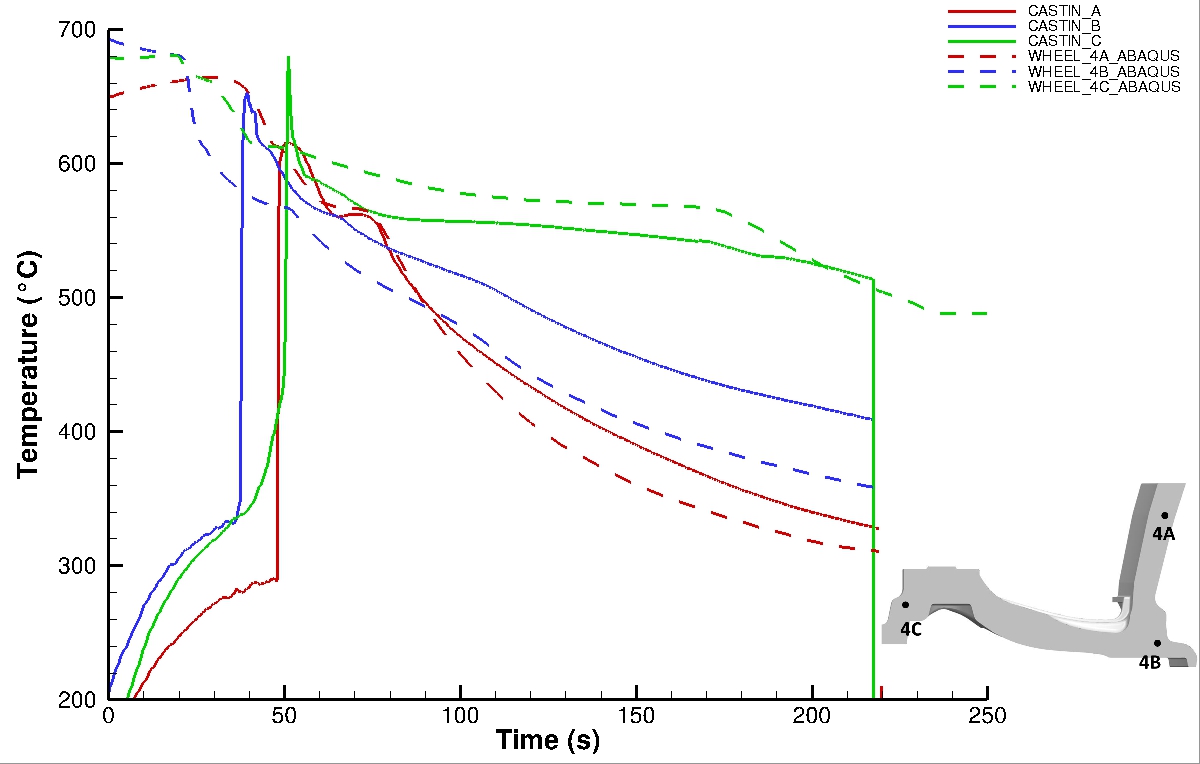 CASTIN_A
CASTIN_B
CASTIN_C
WHEEL_4A_ABAQUS
WHEEL_4B_ABAQUS
WHEEL_4C_ABAQUS
700
600
500
400
300
200
Temperature (°C)
0 50 100 150 200 250
Time (s)
4A
4C
4B